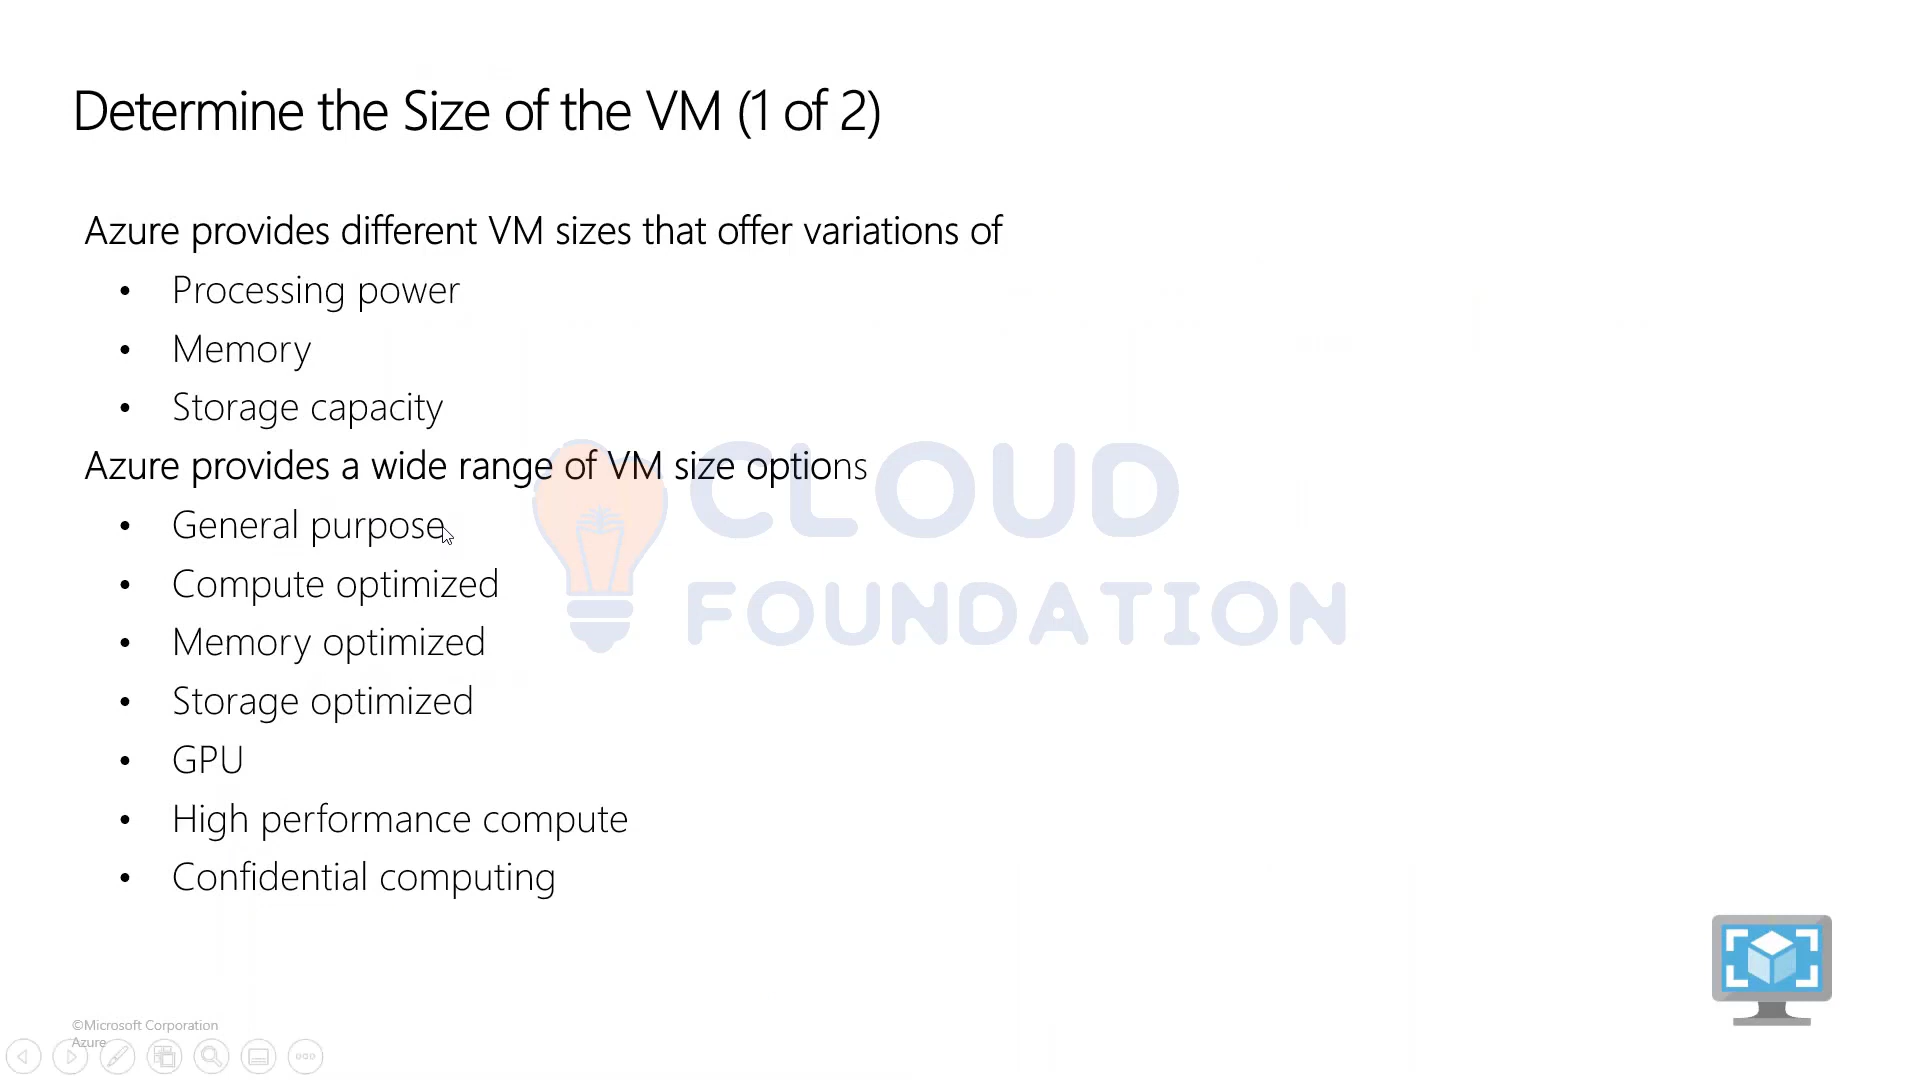 Determine the Size of the VM (1 of 2)
Azure provides different VM sizes that offer variations of
• Processing power
• Memory
• Storage capacity
Azure provides a wide range of VM size options
• General purpose
• Compute optimized
• Memory optimized
• Storage optimized
• GPU
• High performance compute
• Confidential computing
CLOUD
FOUNDATION
©Microsoft Corporation
Azure